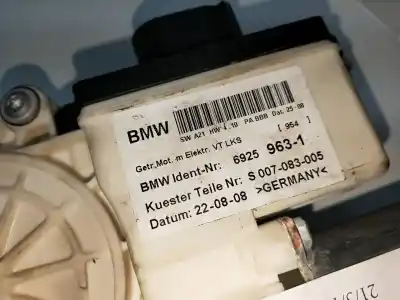 BMW
SW A21 HW 4.10 PA.BBB Dat. 25-08
[ 954 ]
Getr.Mot. m Elektr. VT LKS
BMW Ident-Nr: 6925 963-1
Kuester Teile Nr: S 007-083-005
Datum: 22-08-08 >GERMANY<